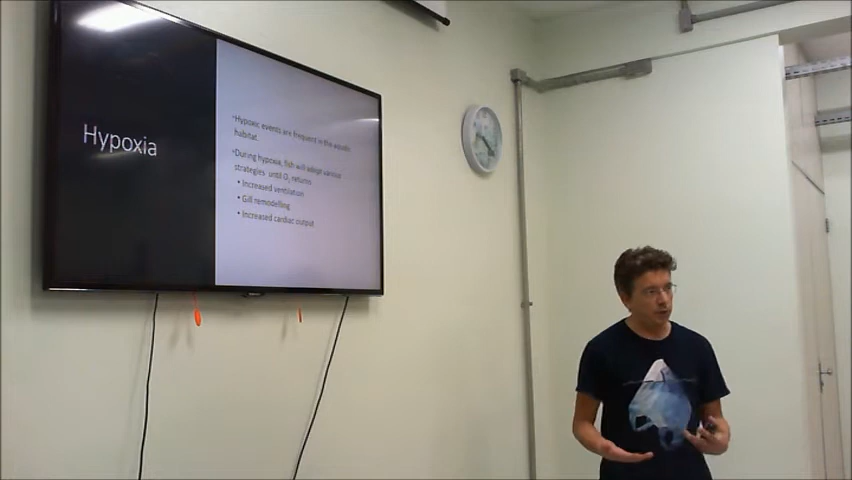 Hypoxia
•Hypoxic events are frequent in the aquatic
habitat.
•During hypoxia, fish will adopt various
strategies until O₂ returns
• Increased ventilation
• Gill remodelling
• Increased cardiac output